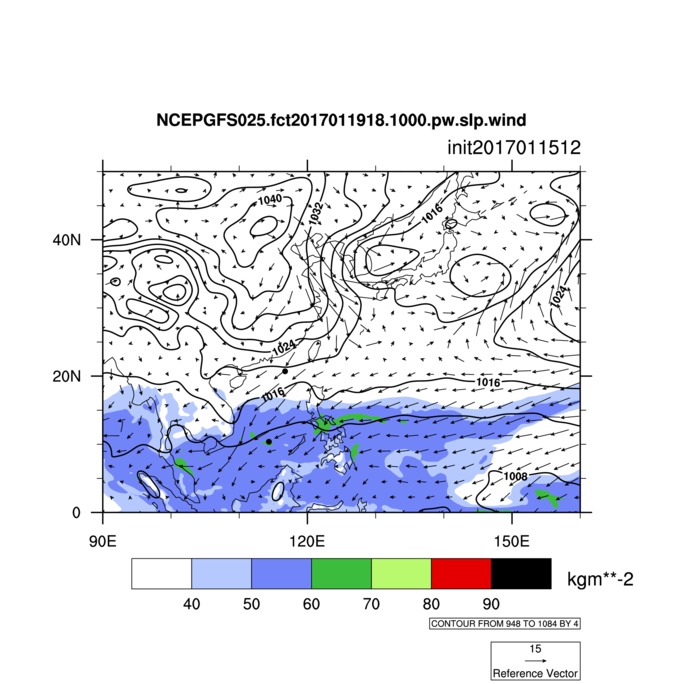 NCEPGFS025.fct2017011918.1000.pw.slp.wind
init2017011512
1040
1032
1016
40N
1024
1024
20N
1016
1016
1008
0
90E 120E 150E
40 50 60 70 80 90
kgm**-2
CONTOUR FROM 948 TO 1084 BY 4
15
Reference Vector